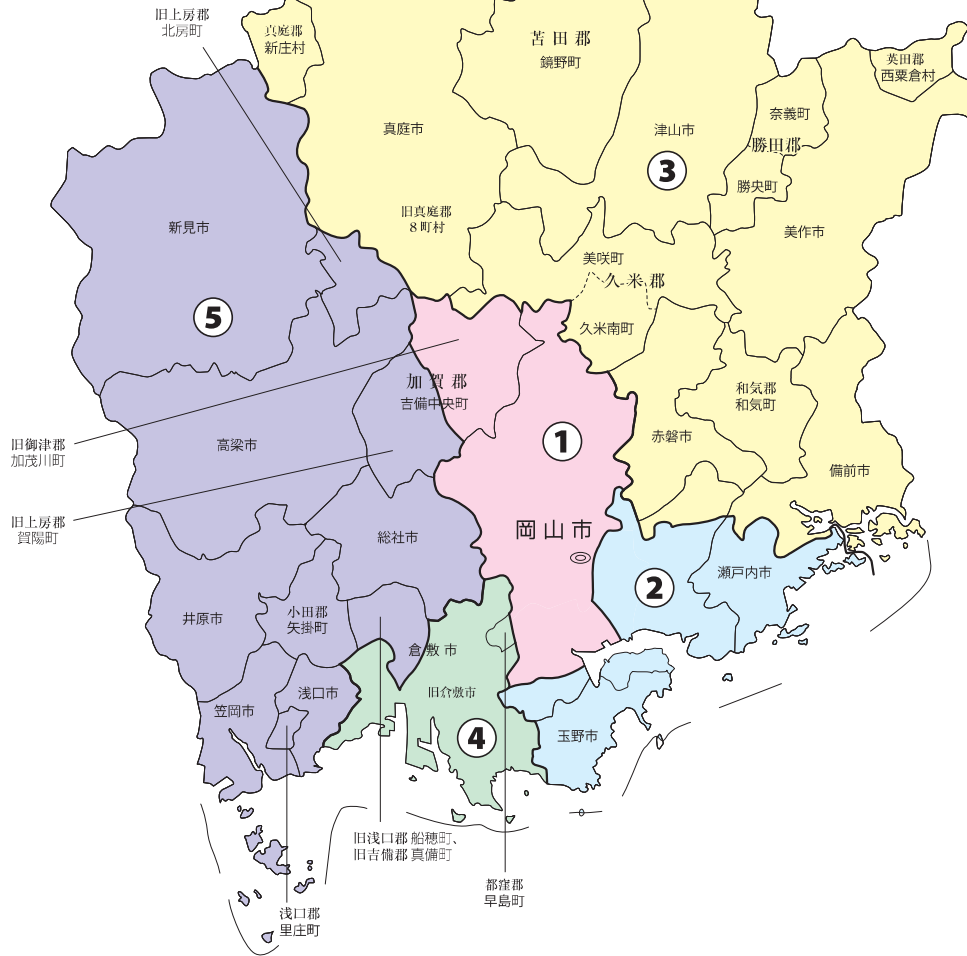 旧上房郡
北房町
真庭郡
新庄村
苫田郡
鏡野町
英田郡
西粟倉村
奈義町
真庭市
津山市
勝田郡
3
勝央町
旧真庭郡
8町村
新見市
美作市
美咲町
久米郡
5
久米南町
加賀郡
吉備中央町
和気郡
和気町
旧御津郡
加茂川町
高梁市
1
赤磐市
備前市
旧上房郡
賀陽町
総社市
岡山市
瀬戸内市
2
井原市
小田郡
矢掛町
倉敷市
浅口市
旧倉敷市
笠岡市
4
玉野市
旧浅口郡 船穂町、
旧吉備郡 真備町
都窪郡
早島町
浅口郡
里庄町